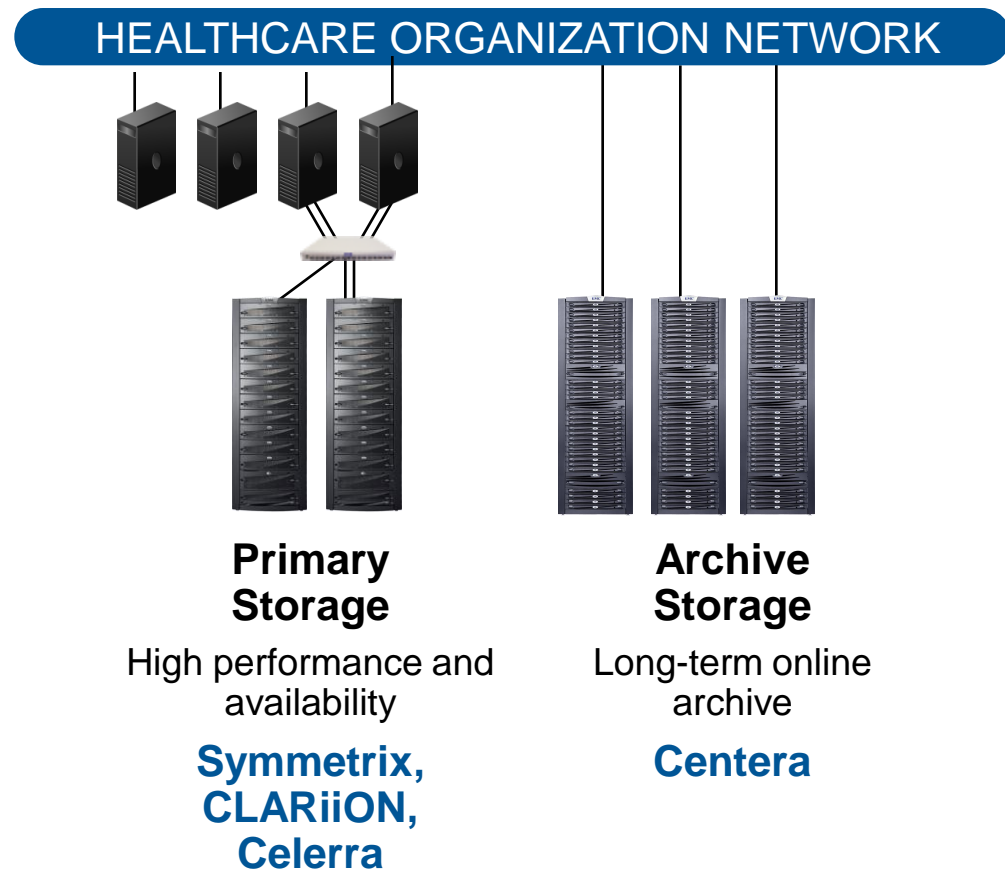 HEALTHCARE ORGANIZATION NETWORK
Primary
Storage
High performance and
availability
Symmetrix,
CLARiiON,
Celerra
Archive
Storage
Long-term online
archive
Centera